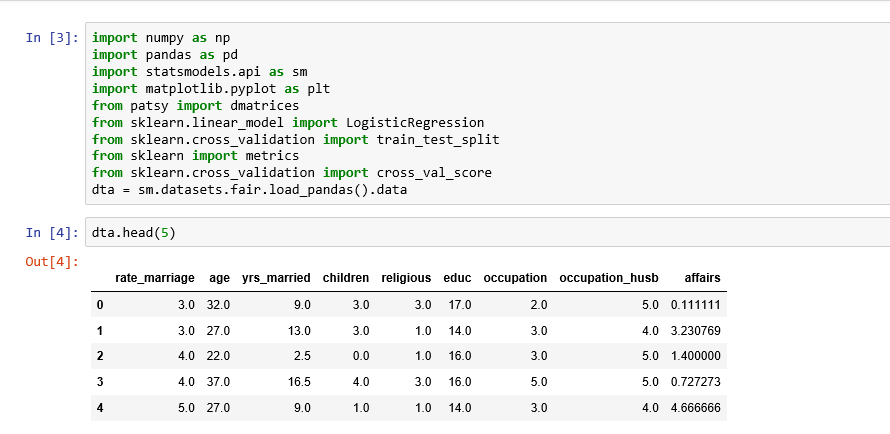 In [3]: import numpy as np
import pandas as pd
import statsmodels.api as sm
import matplotlib.pyplot as plt
from patsy import dmatrices
from sklearn.linear_model import LogisticRegression
from sklearn.cross_validation import train_test_split
from sklearn import metrics
from sklearn.cross_validation import cross_val_score
dta = sm.datasets.fair.load_pandas().data
In [4]: dta.head(5)
Out[4]:
rate_marriage age yrs_married children religious educ occupation occupation_husb affairs
0 3.0 32.0 9.0 3.0 3.0 17.0 2.0 5.0 0.111111
1 3.0 27.0 13.0 3.0 1.0 14.0 3.0 4.0 3.230769
2 4.0 22.0 2.5 0.0 1.0 16.0 3.0 5.0 1.400000
3 4.0 37.0 16.5 4.0 3.0 16.0 5.0 5.0 0.727273
4 5.0 27.0 9.0 1.0 1.0 14.0 3.0 4.0 4.666666